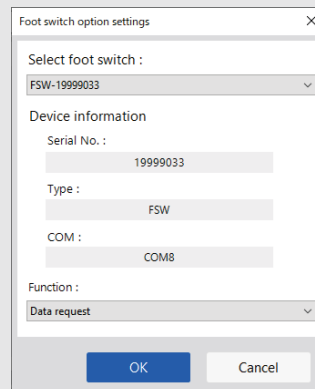 Foot switch option settings
Select foot switch :
FSW-19999033
Device information
Serial No. :
19999033
Type :
FSW
COM :
COM8
Function :
Data request
OK
Cancel